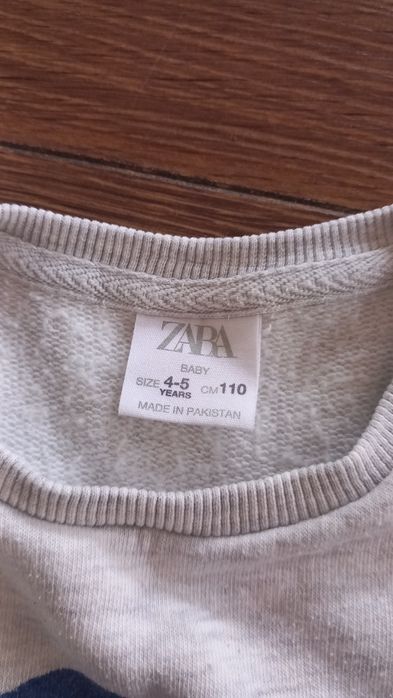 ZARA
BABY
SIZE 4-5 YEARS CM 110
MADE IN PAKISTAN